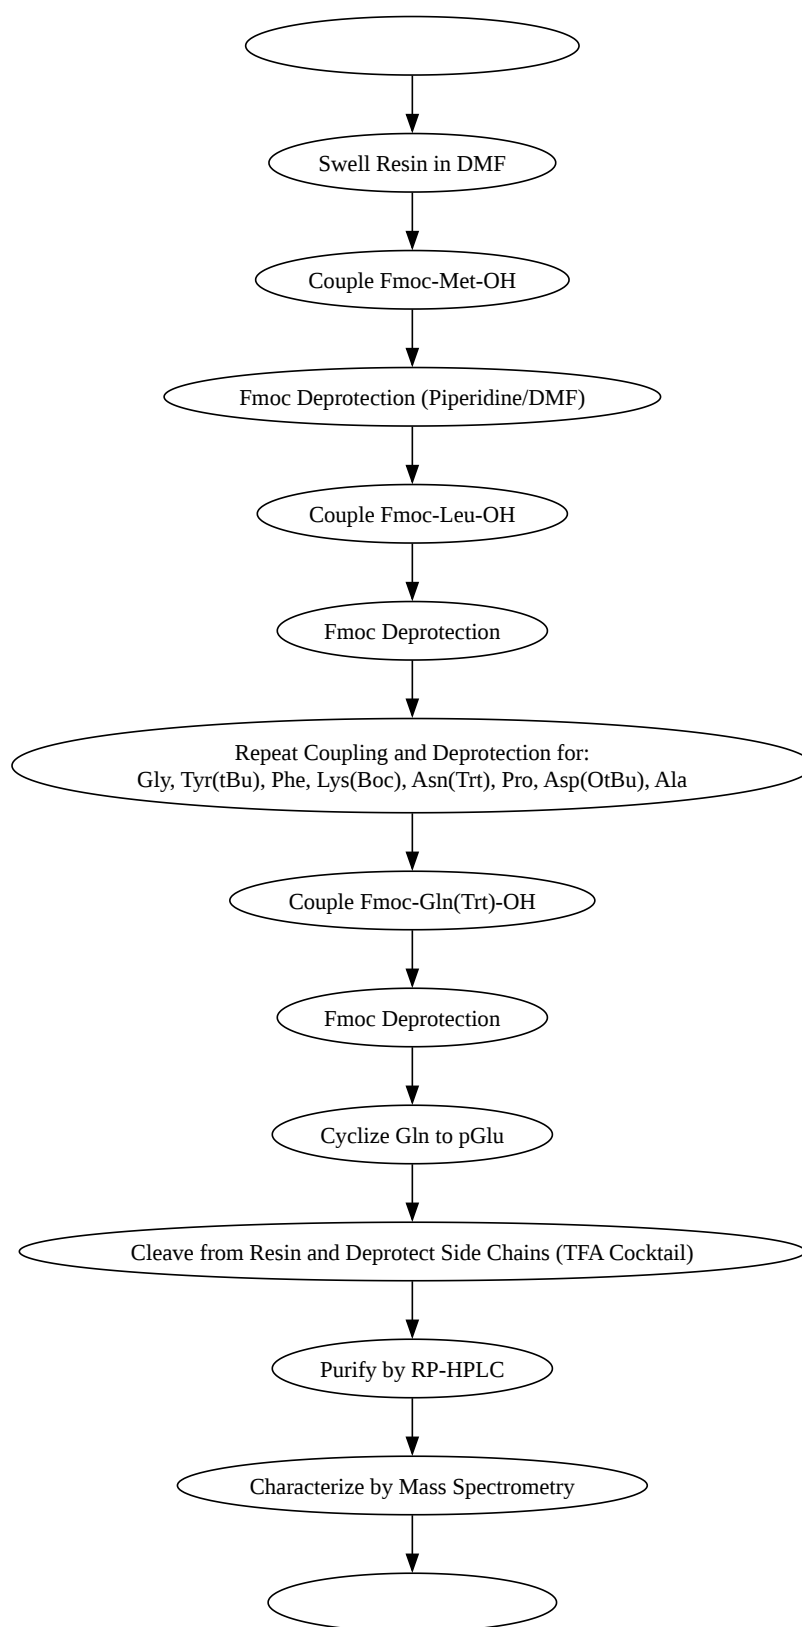 Swell Resin in DMF
Couple Fmoc-Met-OH
Fmoc Deprotection (Piperidine/DMF)
Couple Fmoc-Leu-OH
Fmoc Deprotection
Repeat Coupling and Deprotection for:
Gly, Tyr(tBu), Phe, Lys(Boc), Asn(Trt), Pro, Asp(OtBu), Ala
Couple Fmoc-Gln(Trt)-OH
Fmoc Deprotection
Cyclize Gln to pGlu
Cleave from Resin and Deprotect Side Chains (TFA Cocktail)
Purify by RP-HPLC
Characterize by Mass Spectrometry